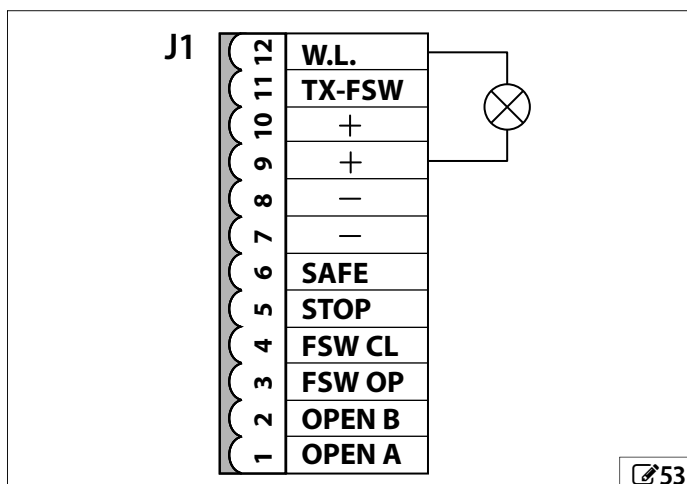 J1
12 W.L.
11 TX-FSW
10 +
9 +
8 −
7 −
6 SAFE
5 STOP
4 FSW CL
3 FSW OP
2 OPEN B
1 OPEN A
53